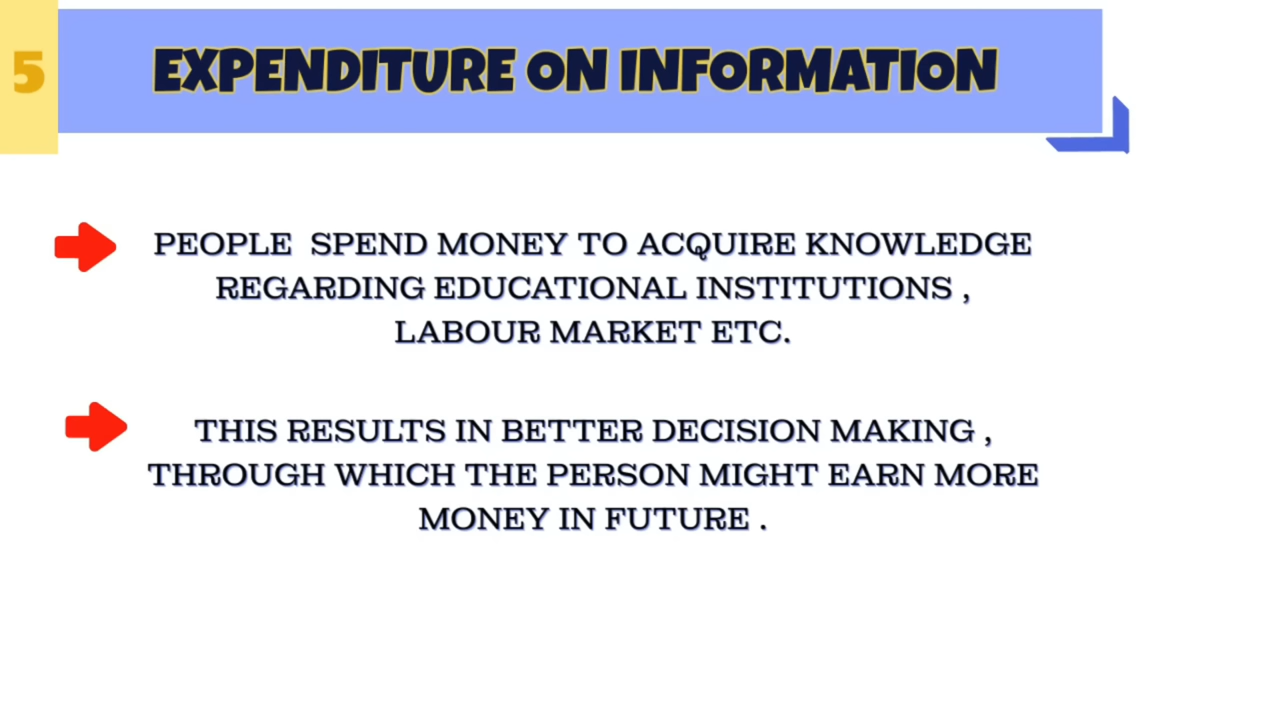 5
EXPENDITURE ON INFORMATION
PEOPLE SPEND MONEY TO ACQUIRE KNOWLEDGE
REGARDING EDUCATIONAL INSTITUTIONS ,
LABOUR MARKET ETC.
THIS RESULTS IN BETTER DECISION MAKING ,
THROUGH WHICH THE PERSON MIGHT EARN MORE
MONEY IN FUTURE .